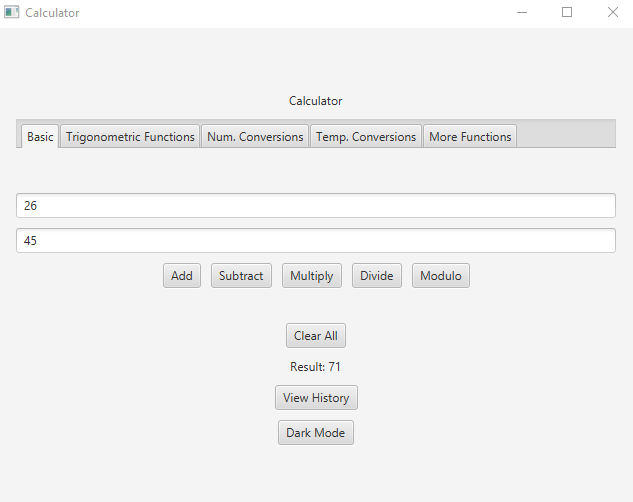 Calculator
Calculator
Basic Trigonometric Functions Num. Conversions Temp. Conversions More Functions
26
45
Add Subtract Multiply Divide Modulo
Clear All
Result: 71
View History
Dark Mode